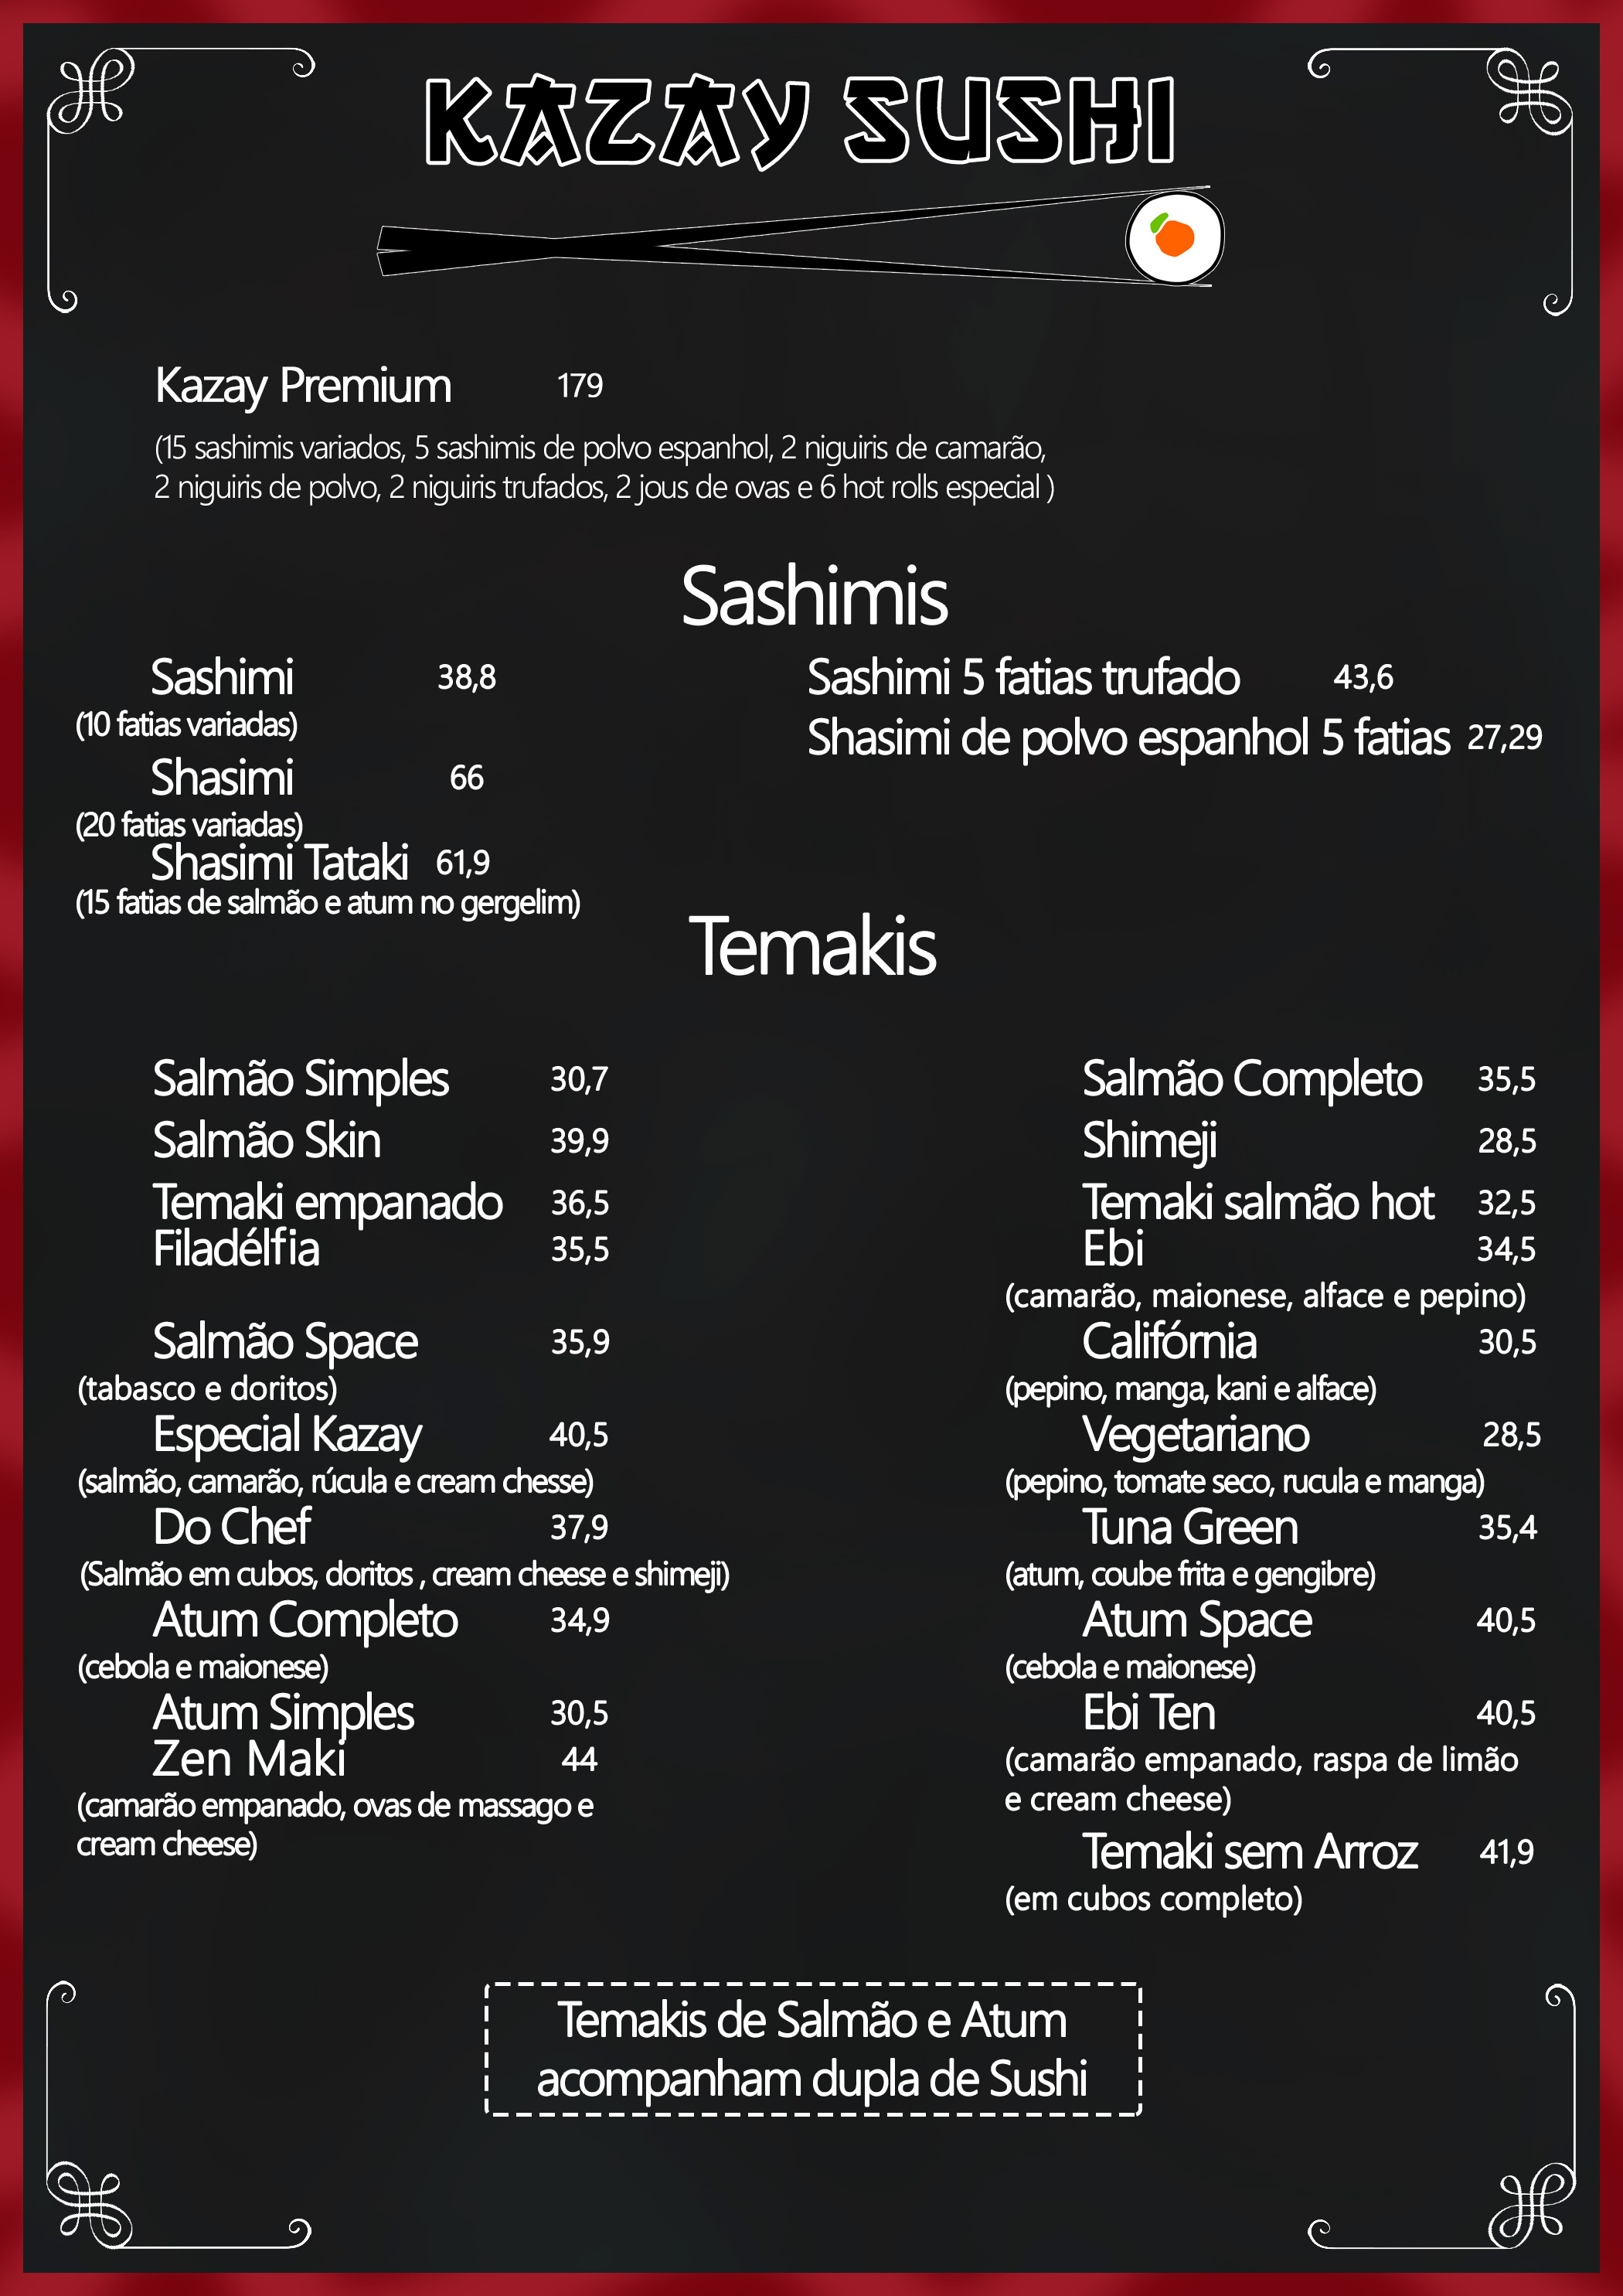 KAZAY SUSHI
Kazay Premium 179
(15 sashimis variados, 5 sashimis de polvo espanhol, 2 niguiris de camarão,
2 niguiris de polvo, 2 niguiris trufados, 2 jous de ovas e 6 hot rolls especial )
Sashimis
Sashimi 38,8
(10 fatias variadas)
Shasimi 66
(20 fatias variadas)
Shasimi Tataki 61,9
(15 fatias de salmão e atum no gergelim)
Sashimi 5 fatias trufado 43,6
Shasimi de polvo espanhol 5 fatias 27,29
Temakis
Salmão Simples 30,7
Salmão Skin 39,9
Temaki empanado 36,5
Filadélfia 35,5
Salmão Space 35,9
(tabasco e doritos)
Especial Kazay 40,5
(salmão, camarão, rúcula e cream chesse)
Do Chef 37,9
(Salmão em cubos, doritos , cream cheese e shimeji)
Atum Completo 34,9
(cebola e maionese)
Atum Simples 30,5
Zen Maki 44
(camarão empanado, ovas de massago e
cream cheese)
Salmão Completo 35,5
Shimeji 28,5
Temaki salmão hot 32,5
Ebi 34,5
(camarão, maionese, alface e pepino)
Califórnia 30,5
(pepino, manga, kani e alface)
Vegetariano 28,5
(pepino, tomate seco, rucula e manga)
Tuna Green 35,4
(atum, coube frita e gengibre)
Atum Space 40,5
(cebola e maionese)
Ebi Ten 40,5
(camarão empanado, raspa de limão
e cream cheese)
Temaki sem Arroz 41,9
(em cubos completo)
Temakis de Salmão e Atum
acompanham dupla de Sushi